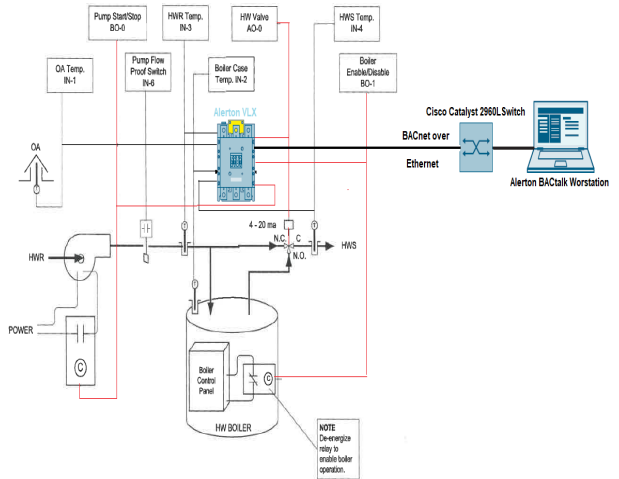 Pump Start/Stop
BO-0
HWR Temp.
IN-3
HW Valve
AO-0
HWS Temp.
IN-4
OA Temp.
IN-1
Pump Flow
Proof Switch
IN-6
Boiler Case
Temp. IN-2
Boiler
Enable/Disable
BO-1
Alerton VLX
Cisco Catalyst 2960LSwitch
BACnet over
Ethernet
Alerton BACtalk Worstation
OA
T
4 - 20 ma
T
T
N.C.
C
HWS
N.O.
HWR
T
POWER
C
Boiler
Control
Panel
C
HW BOILER
NOTE
De-energize
relay to
enable boiler
operation.